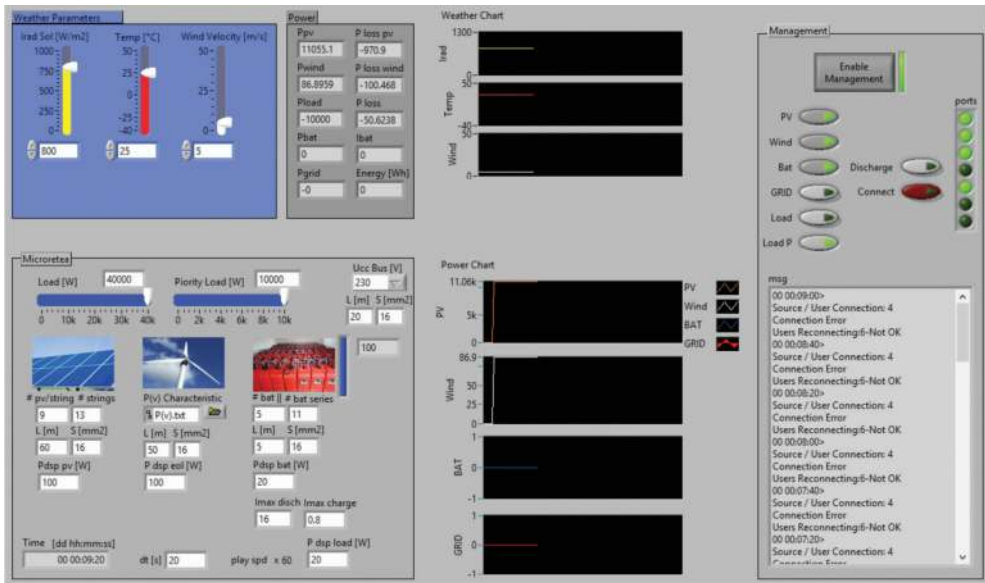 Weather Parameters
Irad Sol [W/m2] Temp [°C] Wind Velocity [m/s]
1000 50 50
750
500 25 25
250 -25
0 -40 0
800 25 5
Power
Ppv P loss pv
11055.1 -970.9
Pwind P loss wind
86.8959 -100.468
Pload P loss
-10000 -50.6238
Pbat Ibat
0 0
Pgrid Energy [Wh]
-0 0
Weather Chart
1300
Irad
0
50
Temp
-40
50
Wind
0
Management
Enable
Management
ports
PV
Wind
Bat Discharge
GRID Connect
Load
Load P
Microretea
Load [W] 40000 Piority Load [W] 10000 Ucc Bus [V]
230
L [m] S [mm2]
0 10k 20k 30k 40k 0 2k 4k 6k 8k 10k 20 16
100
# pv/string # strings P(v) Characteristic # bat || # bat series
9 13 P(v).txt 5 11
L [m] S [mm2] L [m] S [mm2] L [m] S [mm2]
60 16 50 16 5 16
Pdsp pv [W] P dsp eol [W] Pdsp bat [W]
100 100 20
Imax disch Imax charge
16 0.8
Time [dd hh:mm:ss] P dsp load [W]
00 00:09:20 dt [s] 20 play spd x 60 20
Power Chart
11.06k
PV
5k
0
86.9
Wind
50
25
0
1
BAT
0
-1
1
GRID
0
-1
PV
Wind
BAT
GRID
msg
00 00:09:00>
Source / User Connection: 4
Connection Error
Users Reconnecting:6-Not OK
00 00:08:40>
Source / User Connection: 4
Connection Error
Users Reconnecting:6-Not OK
00 00:08:20>
Source / User Connection: 4
Connection Error
Users Reconnecting:6-Not OK
00 00:08:00>
Source / User Connection: 4
Connection Error
Users Reconnecting:6-Not OK
00 00:07:40>
Source / User Connection: 4
Connection Error
Users Reconnecting:6-Not OK
00 00:07:20>
Source / User Connection: 4
Connection Error